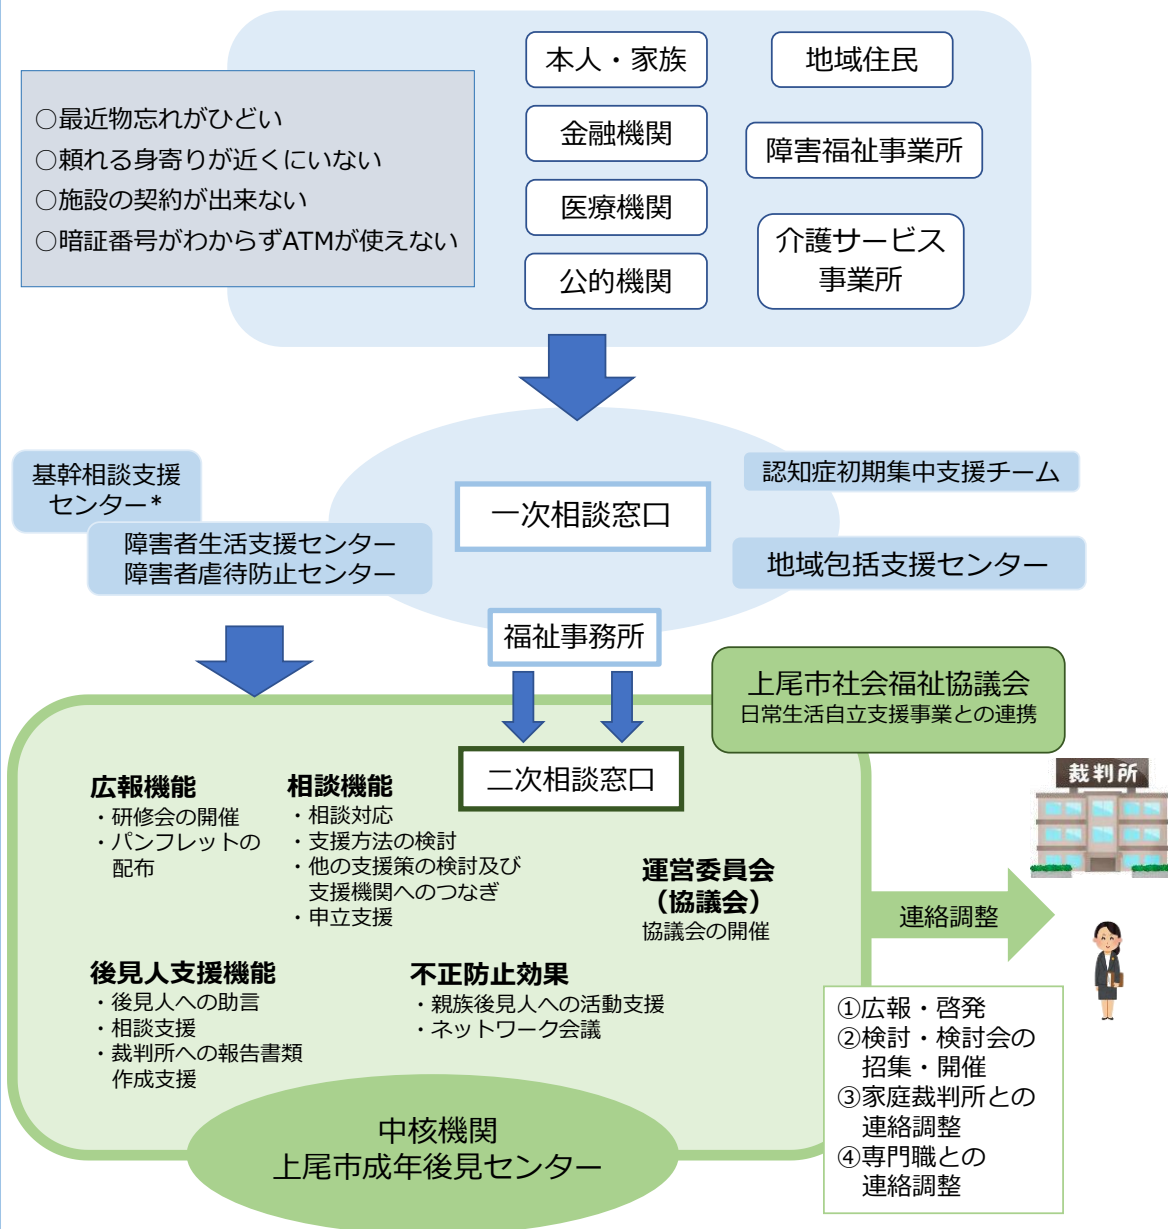 ○最近物忘れがひどい
○頼れる身寄りが近くにいない
○施設の契約が出来ない
○暗証番号がわからずATMが使えない
本人・家族
金融機関
医療機関
公的機関
地域住民
障害福祉事業所
介護サービス
事業所
基幹相談支援
センター*
障害者生活支援センター
障害者虐待防止センター
一次相談窓口
認知症初期集中支援チーム
地域包括支援センター
福祉事務所
上尾市社会福祉協議会
日常生活自立支援事業との連携
二次相談窓口
広報機能
・研修会の開催
・パンフレットの
配布
相談機能
・相談対応
・支援方法の検討
・他の支援策の検討及び
支援機関へのつなぎ
・申立支援
運営委員会
（協議会）
協議会の開催
後見人支援機能
・後見人への助言
・相談支援
・裁判所への報告書類
作成支援
不正防止効果
・親族後見人への活動支援
・ネットワーク会議
中核機関
上尾市成年後見センター
裁判所
連絡調整
①広報・啓発
②検討・検討会の
招集・開催
③家庭裁判所との
連絡調整
④専門職との
連絡調整